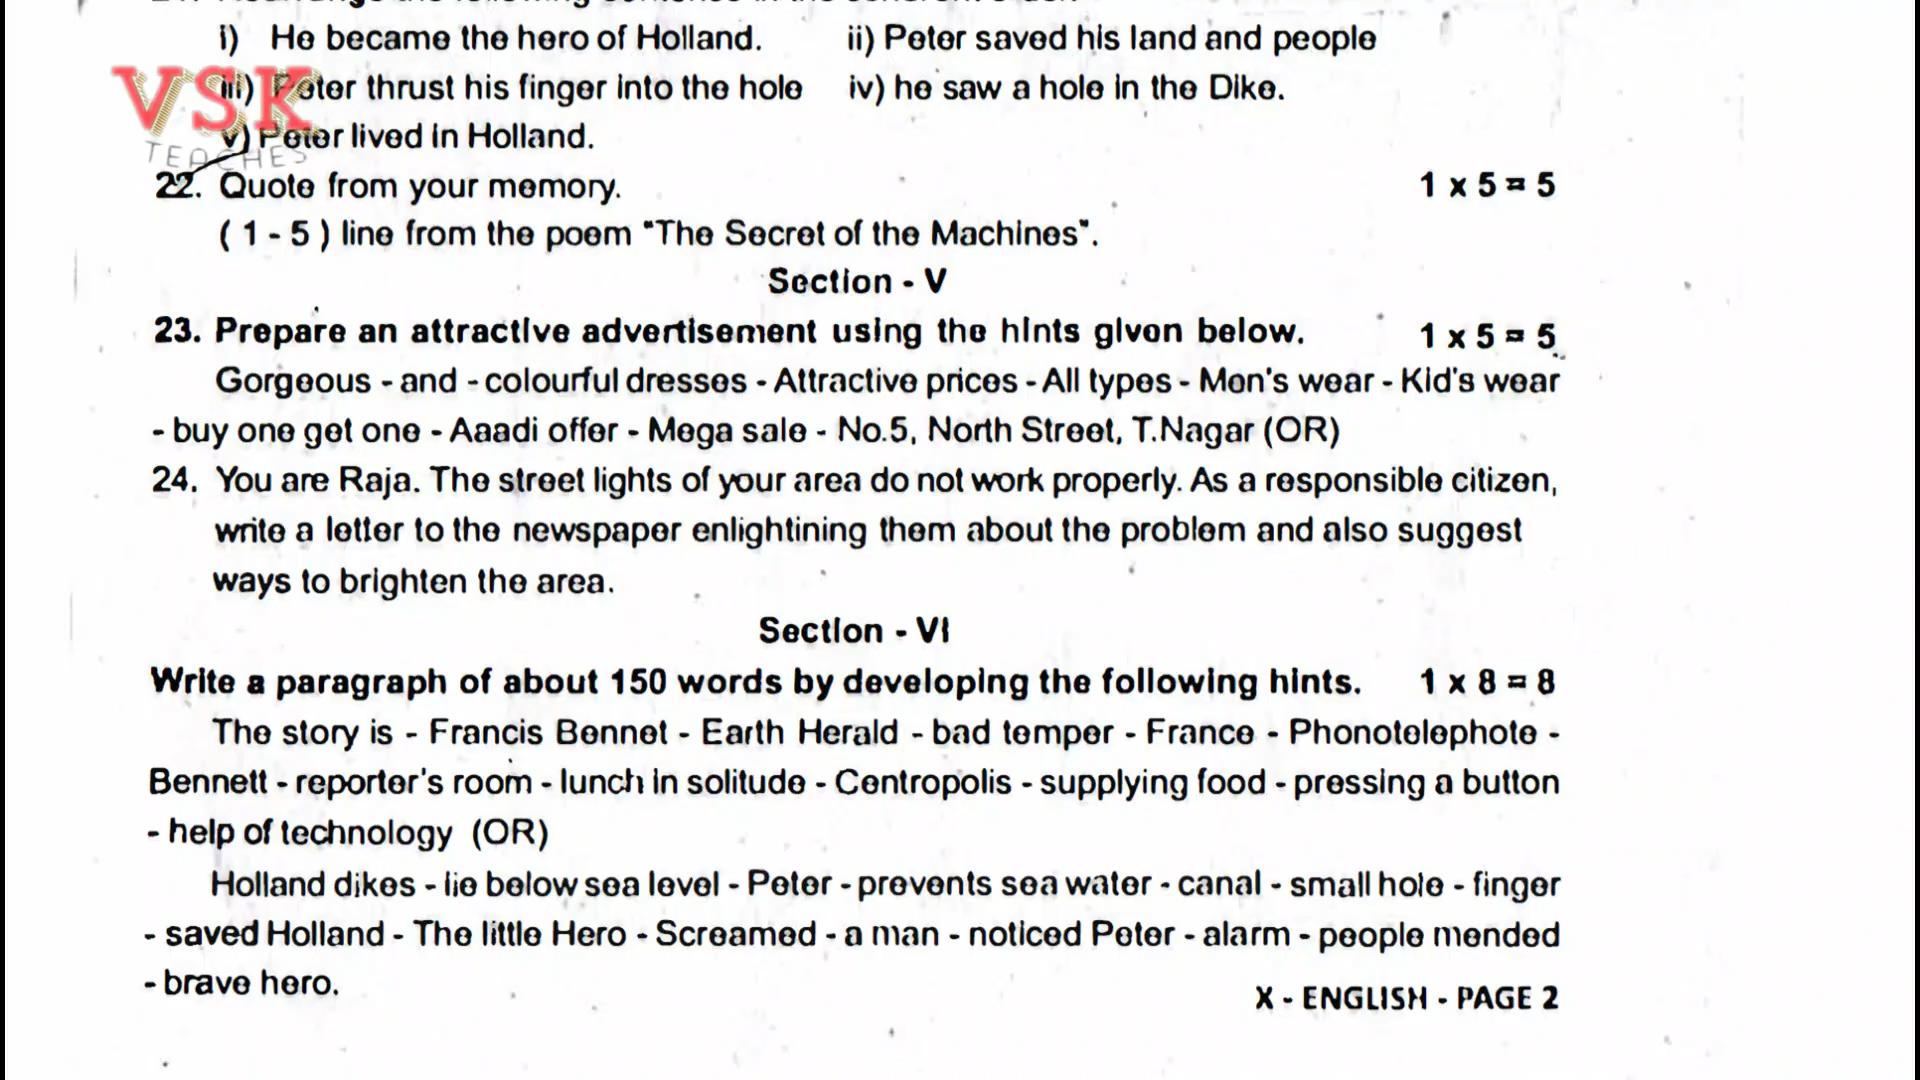 i) He became the hero of Holland. ii) Peter saved his land and people
iii) Peter thrust his finger into the hole iv) he saw a hole in the Dike.
v) Peter lived in Holland.
VSK
TEACHES
22. Quote from your memory. 1 x 5 = 5
( 1 - 5 ) line from the poem "The Secret of the Machines".
Section - V
23. Prepare an attractive advertisement using the hints given below. 1 x 5 = 5
Gorgeous - and - colourful dresses - Attractive prices - All types - Men's wear - Kid's wear
- buy one get one - Aaadi offer - Mega sale - No.5, North Street, T.Nagar (OR)
24. You are Raja. The street lights of your area do not work properly. As a responsible citizen,
write a letter to the newspaper enlightining them about the problem and also suggest
ways to brighten the area.
Section - VI
Write a paragraph of about 150 words by developing the following hints. 1 x 8 = 8
The story is - Francis Bennet - Earth Herald - bad temper - France - Phonotelephote -
Bennett - reporter's room - lunch in solitude - Centropolis - supplying food - pressing a button
- help of technology (OR)
Holland dikes - lie below sea level - Peter - prevents sea water - canal - small hole - finger
- saved Holland - The little Hero - Screamed - a man - noticed Peter - alarm - people mended
- brave hero.
X - ENGLISH - PAGE 2